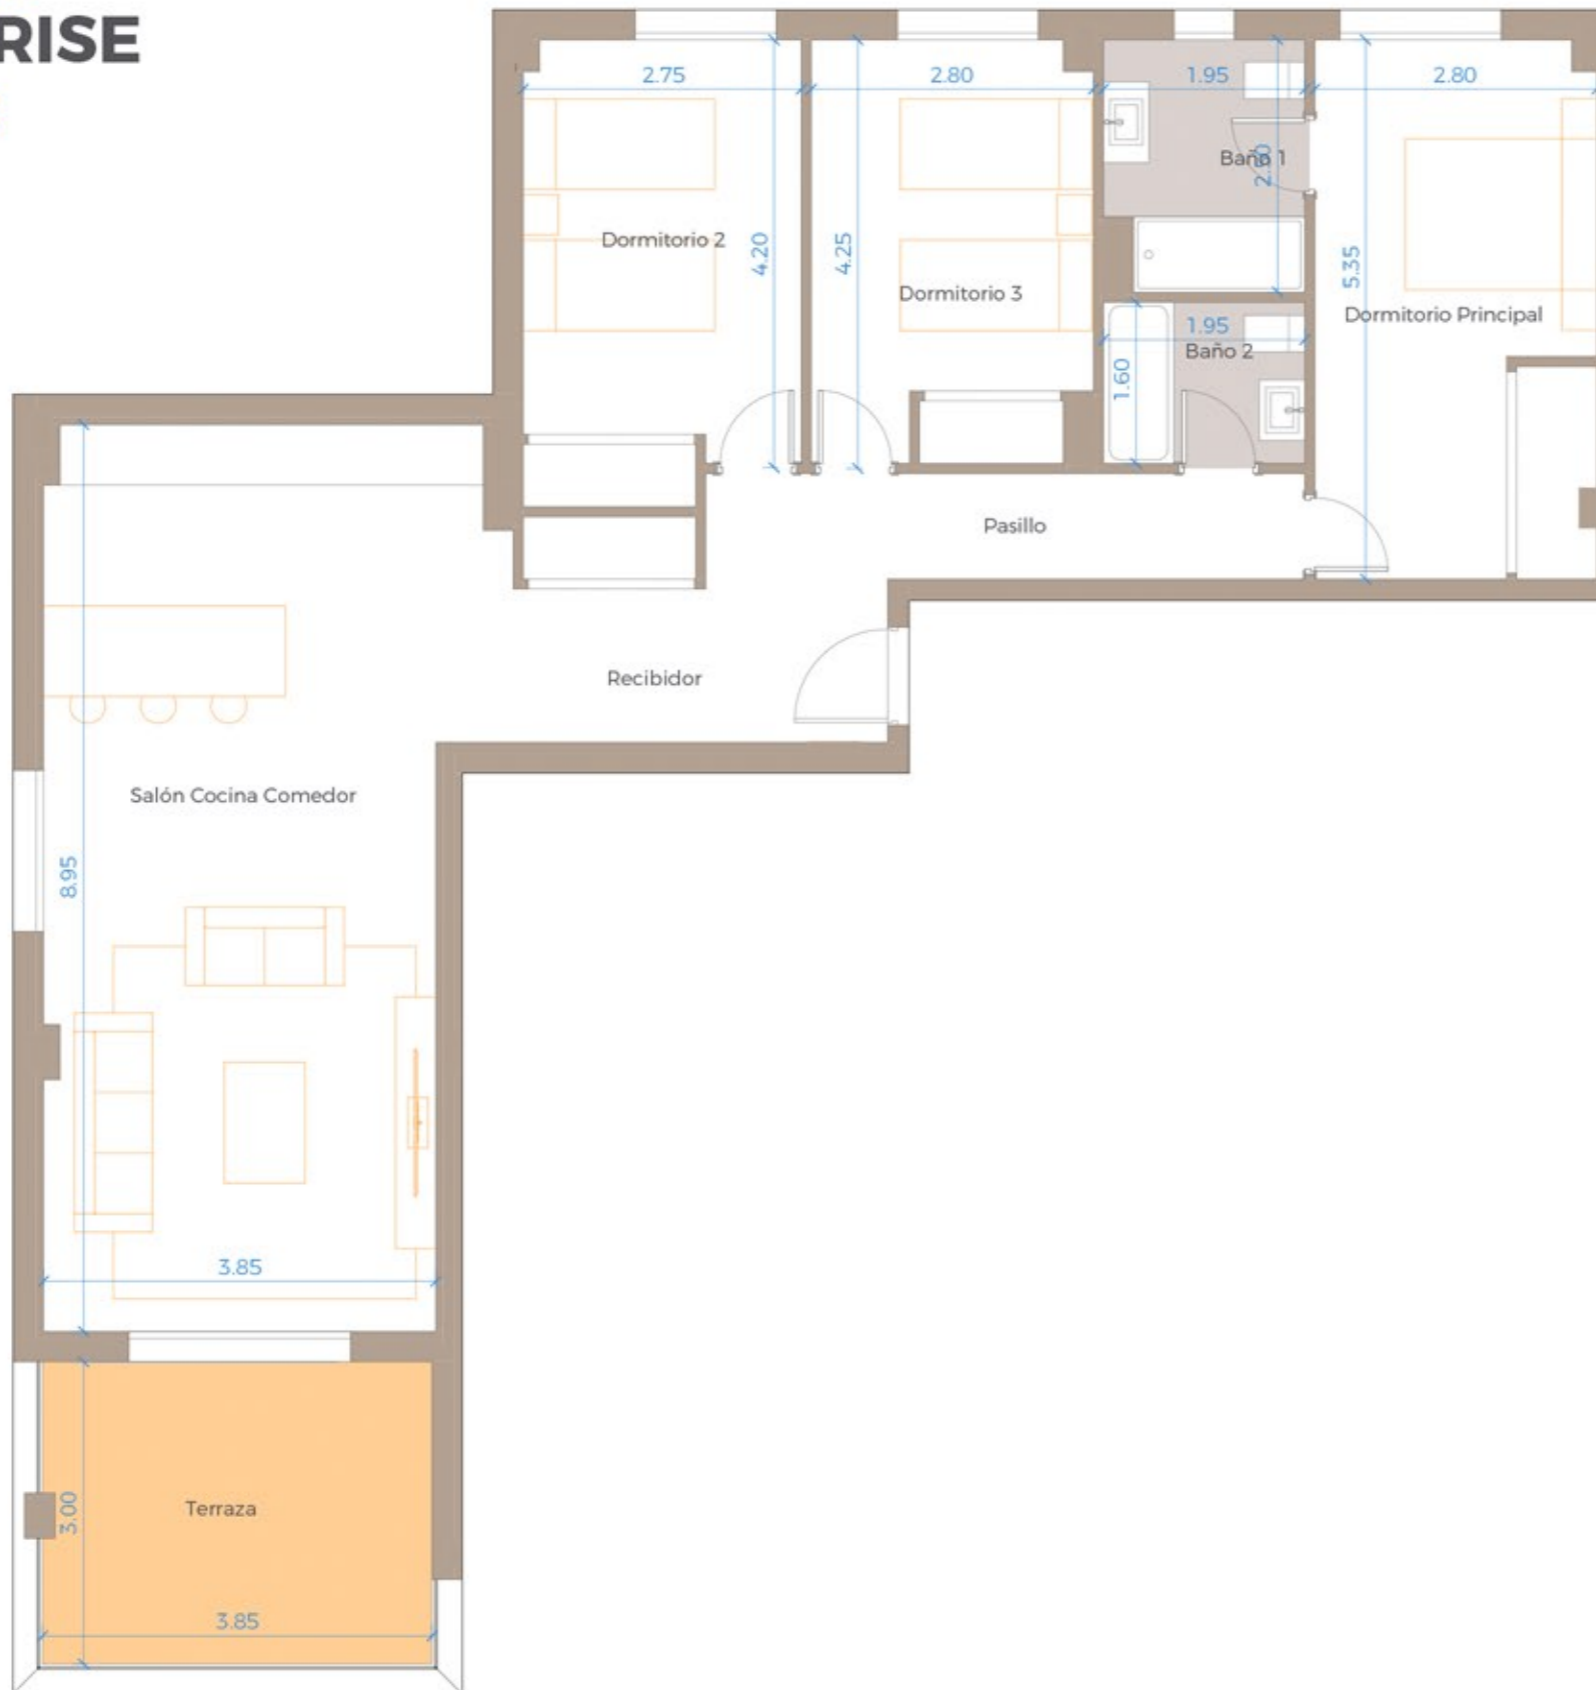 RISE
2.75
2.80
1.95
2.80
Baño 1
Dormitorio 2
4.20
4.25
5.35
Dormitorio 3
Dormitorio Principal
1.95
Baño 2
1.60
Pasillo
Recibidor
Salón Cocina Comedor
8.95
3.85
3.00
Terraza
3.85